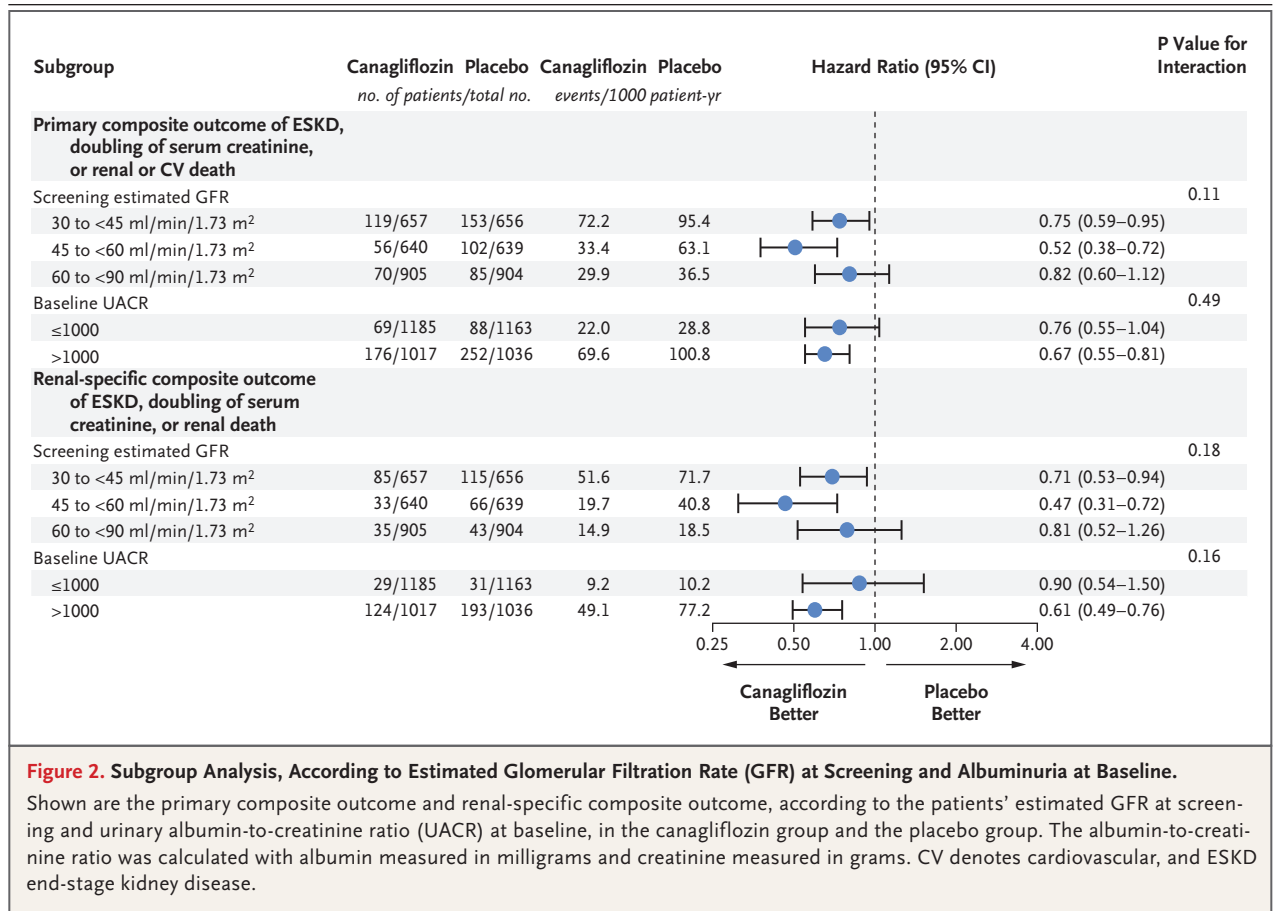 Subgroup Canagliflozin Placebo Canagliflozin Placebo Hazard Ratio (95% CI) P Value for Interaction
no. of patients/total no. events/1000 patient-yr
Primary composite outcome of ESKD,
doubling of serum creatinine,
or renal or CV death
Screening estimated GFR 0.11
30 to <45 ml/min/1.73 m² 119/657 153/656 72.2 95.4 0.75 (0.59–0.95)
45 to <60 ml/min/1.73 m² 56/640 102/639 33.4 63.1 0.52 (0.38–0.72)
60 to <90 ml/min/1.73 m² 70/905 85/904 29.9 36.5 0.82 (0.60–1.12)
Baseline UACR 0.49
≤1000 69/1185 88/1163 22.0 28.8 0.76 (0.55–1.04)
>1000 176/1017 252/1036 69.6 100.8 0.67 (0.55–0.81)
Renal-specific composite outcome
of ESKD, doubling of serum
creatinine, or renal death
Screening estimated GFR 0.18
30 to <45 ml/min/1.73 m² 85/657 115/656 51.6 71.7 0.71 (0.53–0.94)
45 to <60 ml/min/1.73 m² 33/640 66/639 19.7 40.8 0.47 (0.31–0.72)
60 to <90 ml/min/1.73 m² 35/905 43/904 14.9 18.5 0.81 (0.52–1.26)
Baseline UACR 0.16
≤1000 29/1185 31/1163 9.2 10.2 0.90 (0.54–1.50)
>1000 124/1017 193/1036 49.1 77.2 0.61 (0.49–0.76)
0.25 0.50 1.00 2.00 4.00
Canagliflozin Placebo
Better Better
Figure 2. Subgroup Analysis, According to Estimated Glomerular Filtration Rate (GFR) at Screening and Albuminuria at Baseline.
Shown are the primary composite outcome and renal-specific composite outcome, according to the patients’ estimated GFR at screen-
ing and urinary albumin-to-creatinine ratio (UACR) at baseline, in the canagliflozin group and the placebo group. The albumin-to-creati-
nine ratio was calculated with albumin measured in milligrams and creatinine measured in grams. CV denotes cardiovascular, and ESKD
end-stage kidney disease.